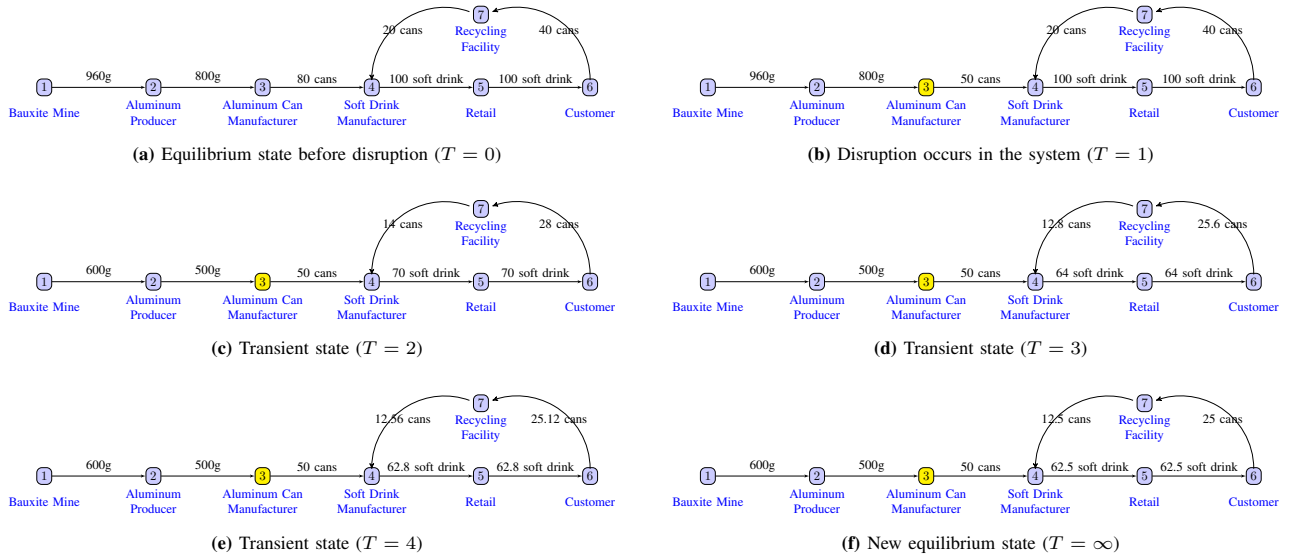 7
20 cans
40 cans
Recycling
Facility
960g
800g
80 cans
100 soft drink
100 soft drink
1
2
3
4
5
6
Bauxite Mine
Aluminum
Producer
Aluminum Can
Manufacturer
Soft Drink
Manufacturer
Retail
Customer
(a) Equilibrium state before disruption (T = 0)
7
20 cans
40 cans
Recycling
Facility
960g
800g
50 cans
100 soft drink
100 soft drink
1
2
3
4
5
6
Bauxite Mine
Aluminum
Producer
Aluminum Can
Manufacturer
Soft Drink
Manufacturer
Retail
Customer
(b) Disruption occurs in the system (T = 1)
7
14 cans
28 cans
Recycling
Facility
600g
500g
50 cans
70 soft drink
70 soft drink
1
2
3
4
5
6
Bauxite Mine
Aluminum
Producer
Aluminum Can
Manufacturer
Soft Drink
Manufacturer
Retail
Customer
(c) Transient state (T = 2)
7
12.8 cans
25.6 cans
Recycling
Facility
600g
500g
50 cans
64 soft drink
64 soft drink
1
2
3
4
5
6
Bauxite Mine
Aluminum
Producer
Aluminum Can
Manufacturer
Soft Drink
Manufacturer
Retail
Customer
(d) Transient state (T = 3)
7
12.56 cans
25.12 cans
Recycling
Facility
600g
500g
50 cans
62.8 soft drink
62.8 soft drink
1
2
3
4
5
6
Bauxite Mine
Aluminum
Producer
Aluminum Can
Manufacturer
Soft Drink
Manufacturer
Retail
Customer
(e) Transient state (T = 4)
7
12.5 cans
25 cans
Recycling
Facility
600g
500g
50 cans
62.5 soft drink
62.5 soft drink
1
2
3
4
5
6
Bauxite Mine
Aluminum
Producer
Aluminum Can
Manufacturer
Soft Drink
Manufacturer
Retail
Customer
(f) New equilibrium state (T = ∞)